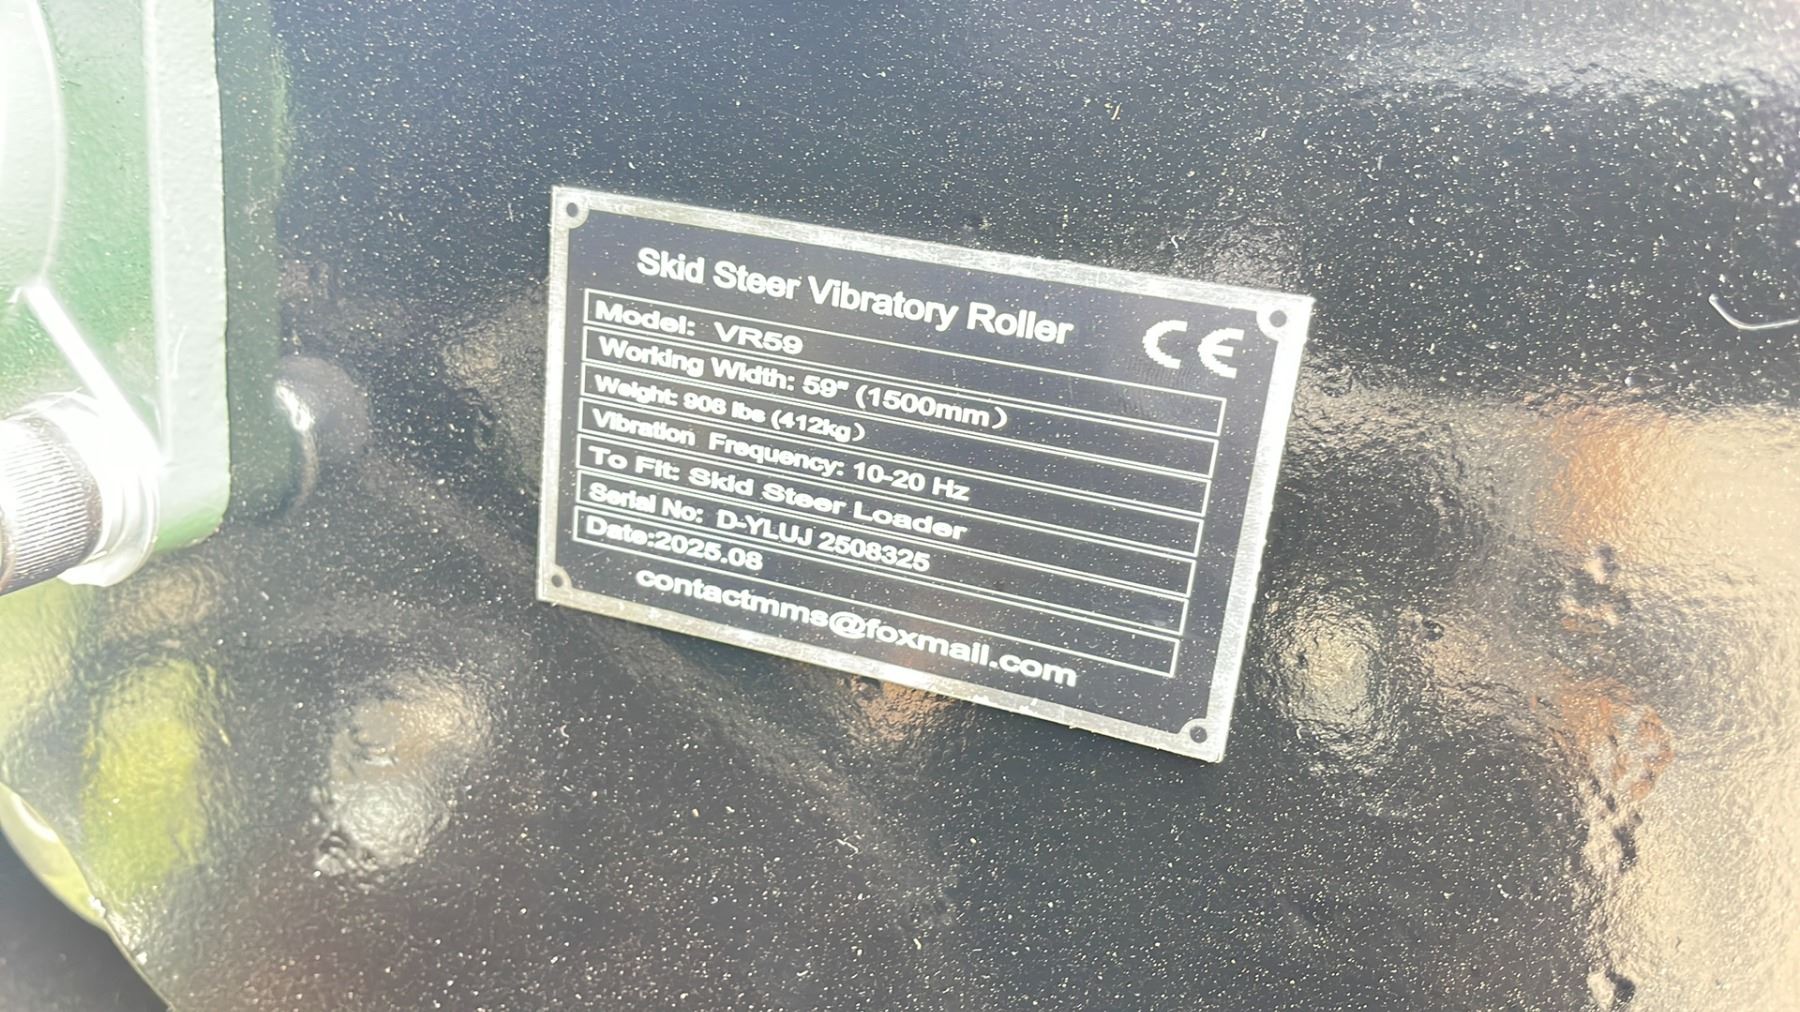 Skid Steer Vibratory Roller
CE
Model: VR59
Working Width: 59" (1500mm)
Weight: 908 lbs (412kg)
Vibration Frequency: 10-20 Hz
To Fit: Skid Steer Loader
Serial No: D-YLUJ 2508325
Date:2025.08
contactmms@foxmail.com